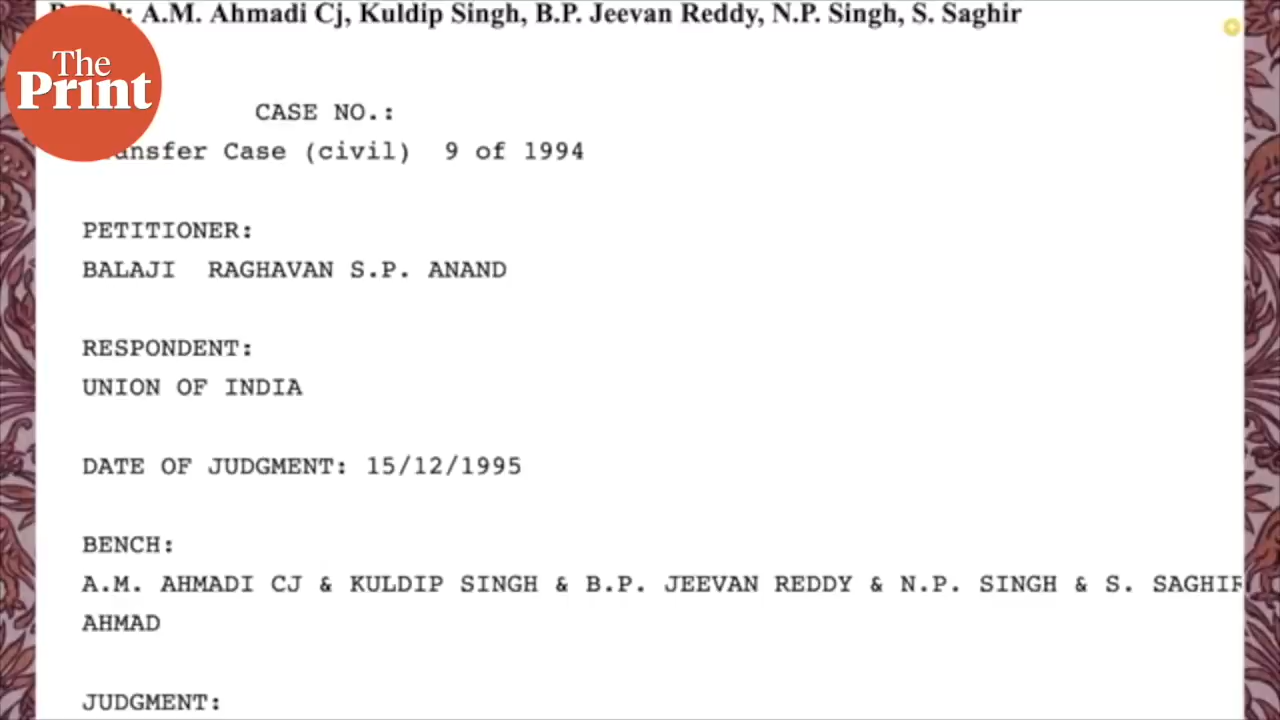 A.M. Ahmadi Cj, Kuldip Singh, B.P. Jeevan Reddy, N.P. Singh, S. Saghir
The
Print
CASE NO.:
Case (civil) 9 of 1994
PETITIONER:
BALAJI RAGHAVAN S.P. ANAND
RESPONDENT:
UNION OF INDIA
DATE OF JUDGMENT: 15/12/1995
BENCH:
A.M. AHMADI CJ & KULDIP SINGH & B.P. JEEVAN REDDY & N.P. SINGH & S. SAGHIR
AHMAD
JUDGMENT: